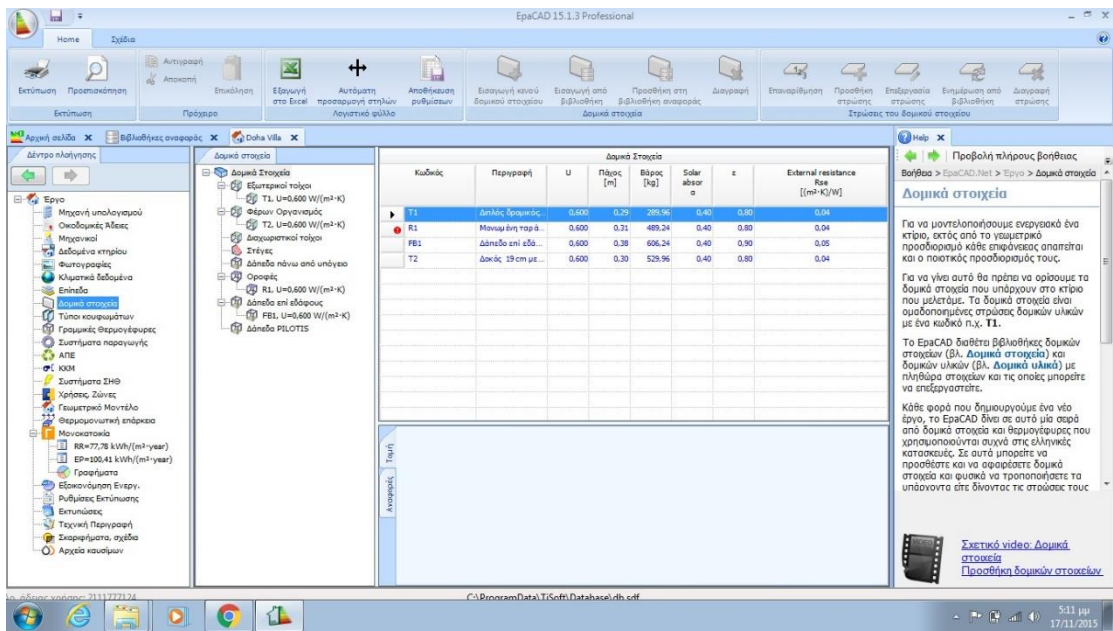 EpaCAD 15.1.3 Professional
Home Σχέδια
Εκτύπωση Προεπισκόπηση
Αντιγραφή
Αποκοπή
Επικόλληση
Εξαγωγή στο Excel
Αυτόματη προσαρμογή στηλών
Αποθήκευση ρυθμίσεων
Εισαγωγή κενού δομικού στοιχείου
Εισαγωγή από βιβλιοθήκη
Προσθήκη στη βιβλιοθήκη αναφοράς
Διαγραφή
Επαναρίθμηση
Προσθήκη στρώσης
Επεξεργασία στρώσης
Ενημέρωση από βιβλιοθήκη
Διαγραφή στρώσης
Εκτύπωση Πρόχειρο Λογιστικό φύλλο Δομικά στοιχεία Στρώσεις του δομικού στοιχείου
Αρχική σελίδα Βιβλιοθήκες αναφοράς Doha Villa
Δέντρο πλοήγησης
Έργο
Μηχανή υπολογισμού
Οικοδομικές Άδειες
Μηχανικοί
Δεδομένα κτηρίου
Φωτογραφίες
Κλιματικά δεδομένα
Επίπεδα
Δομικά στοιχεία
Τύποι κουφωμάτων
Γραμμικές Θερμογέφυρες
Συστήματα παραγωγής
ΑΠΕ
ΚΚΜ
Συστήματα ΣΗΘ
Χρήσεις, Ζώνες
Γεωμετρικό Μοντέλο
Θερμομονωτική επάρκεια
Μονοκατοικία
RR=77,78 kWh/(m²·year)
EP=100,41 kWh/(m²·year)
Γραφήματα
Εξοικονόμηση Ενεργ.
Ρυθμίσεις Εκτύπωσης
Εκτυπώσεις
Τεχνική Περιγραφή
Σκαριφήματα, σχέδια
Αρχεία καυσίμων
Δομικά στοιχεία
Δομικά Στοιχεία
Εξωτερικοί τοίχοι
T1, U=0,600 W/(m²·K)
Φέρων Οργανισμός
T2, U=0,600 W/(m²·K)
Διαχωριστικοί τοίχοι
Στέγες
Δάπεδα πάνω από υπόγειο
Οροφές
R1, U=0,600 W/(m²·K)
Δάπεδα επί εδάφους
FB1, U=0,600 W/(m²·K)
Δάπεδα PILOTIS
Δομικά Στοιχεία
Κωδικός Περιγραφή U Πάχος [m] Βάρος [kg] Solar absor α ε External resistance Rse [(m²·K)/W]
T1 Διπλός δρομικός... 0,600 0,29 289,96 0,40 0,80 0,04
R1 Μονωμένη ταρά... 0,600 0,31 489,24 0,40 0,80 0,04
FB1 Δάπεδο επί εδά... 0,600 0,38 606,24 0,40 0,90 0,05
T2 Δοκός 19 cm με... 0,600 0,30 529,96 0,40 0,80 0,04
Τομή
Αναφορές
Help
Προβολή πλήρους βοήθειας
Βοήθεια > EpaCAD.Net > Έργο > Δομικά στοιχεία
Δομικά στοιχεία
Για να μοντελοποιήσουμε ενεργειακά ένα
κτίριο, εκτός από το γεωμετρικό
προσδιορισμό κάθε επιφάνειας απαιτείται
και ο ποιοτικός προσδιορισμός τους.
Για να γίνει αυτό θα πρέπει να ορίσουμε τα
δομικά στοιχεία που υπάρχουν στο κτίριο
που μελετάμε. Τα δομικά στοιχεία είναι
ομαδοποιημένες στρώσεις δομικών υλικών
με ένα κωδικό π.χ. T1.
Το EpaCAD διαθέτει βιβλιοθήκες δομικών
στοιχείων (βλ. Δομικά στοιχεία) και
δομικών υλικών (βλ. Δομικά υλικά) με
πληθώρα στοιχείων και τις οποίες μπορείτε
να επεξεργαστείτε.
Κάθε φορά που δημιουργούμε ένα νέο
έργο, το EpaCAD δίνει σε αυτό μία σειρά
από δομικά στοιχεία και θερμογέφυρες που
χρησιμοποιούνται συχνά στις ελληνικές
κατασκευές. Σε αυτά μπορείτε να
προσθέστε και να αφαιρέσετε δομικά
στοιχεία και φυσικά να τροποποιήσετε τα
υπάρχοντα είτε δίνοντας τις στρώσεις τους
VIDEO
Σχετικό video: Δομικά
στοιχεία
Προσθήκη δομικών στοιχείων
Αρ. άδειας χρήσης: 2111777124
C:\ProgramData\TiSoft\Database\db.sdf
5:11 μμ
17/11/2015